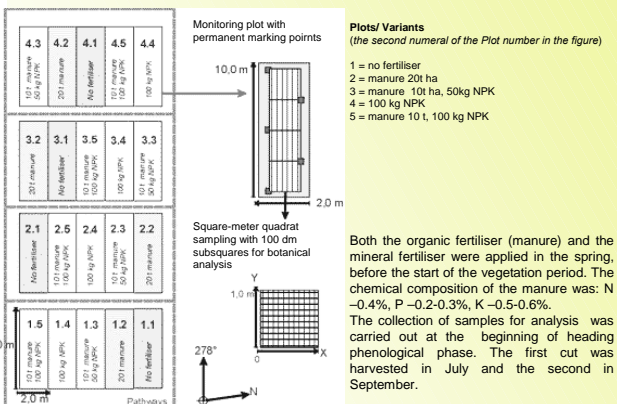 4.3 4.2 4.1 4.5 4.4
10 t manure
50 kg NPK
20 t manure
No fertiliser
10 t manure
100 kg NPK
100 kg NPK
3.2 3.1 3.5 3.4 3.3
20 t manure
No fertiliser
10 t manure
100 kg NPK
100 kg NPK
10 t manure
50 kg NPK
2.1 2.5 2.4 2.3 2.2
No fertiliser
10 t manure
100 kg NPK
100 kg NPK
10 t manure
50 kg NPK
20 t manure
1.5 1.4 1.3 1.2 1.1
10 t manure
100 kg NPK
100 kg NPK
10 t manure
50 kg NPK
20 t manure
No fertiliser
2.0 m
Pathways
Monitoring plot with
permanent marking poimts
10,0 m
2,0 m
Square-meter quadrat
sampling with 100 dm
subsquares for botanical
analysis
Y
1,0 m
0
X
278°
N
Plots/ Variants
(the second numeral of the Plot number in the figure)
1 = no fertiliser
2 = manure 20t ha
3 = manure 10t ha, 50kg NPK
4 = 100 kg NPK
5 = manure 10 t, 100 kg NPK
Both the organic fertiliser (manure) and the
mineral fertiliser were applied in the spring,
before the start of the vegetation period. The
chemical composition of the manure was: N
–0.4%, P –0.2-0.3%, K –0.5-0.6%.
The collection of samples for analysis was
carried out at the beginning of heading
phenological phase. The first cut was
harvested in July and the second in
September.